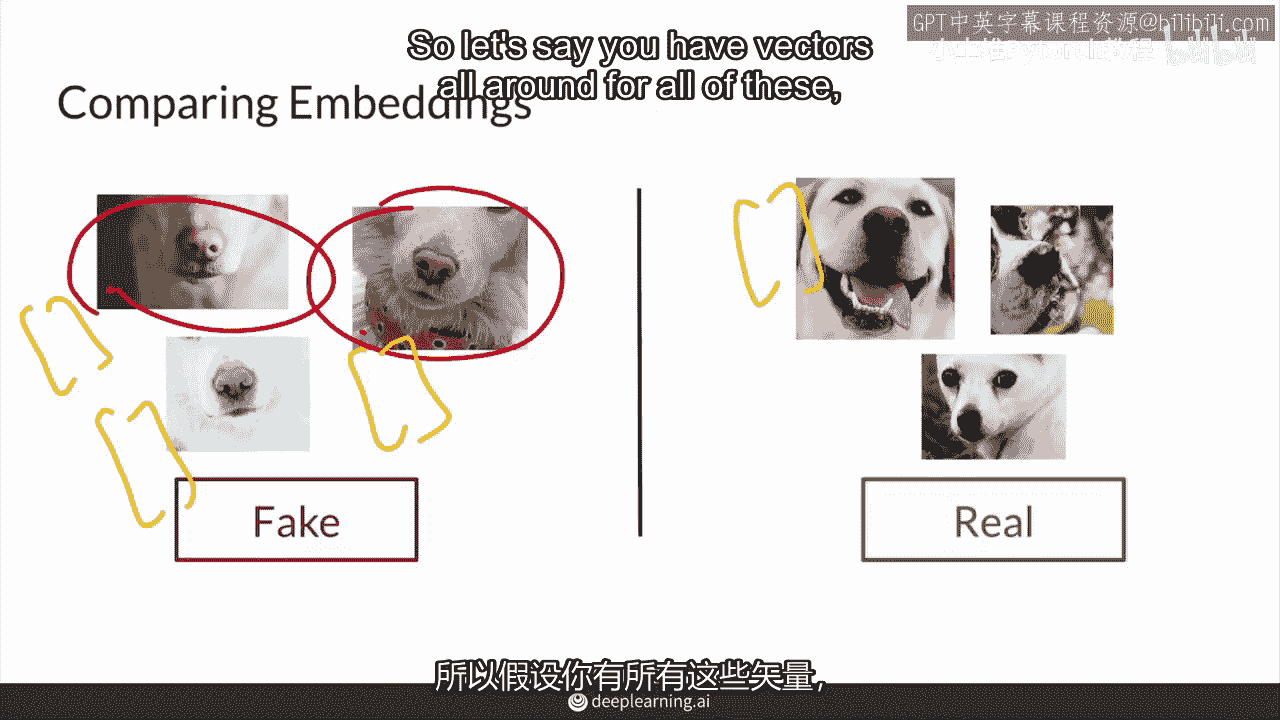 GPT中英字幕课程资源@bilibili.com
So let's say you have vectors
all around for all of these,
Comparing Embeddings
Fake
Real
所以假设你有所有这些矢量，
deeplearning.ai